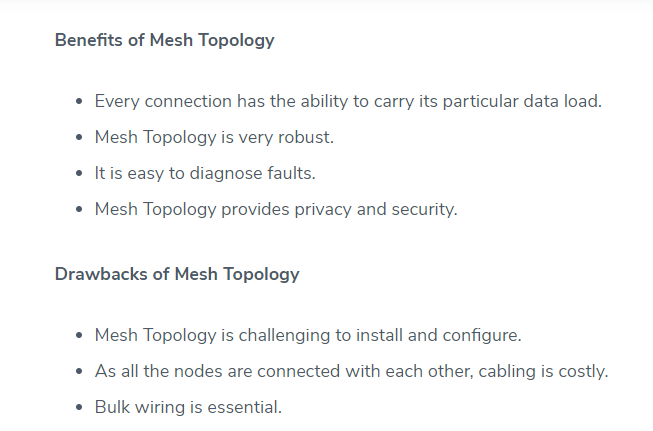 Benefits of Mesh Topology
• Every connection has the ability to carry its particular data load.
• Mesh Topology is very robust.
• It is easy to diagnose faults.
• Mesh Topology provides privacy and security.
Drawbacks of Mesh Topology
• Mesh Topology is challenging to install and configure.
• As all the nodes are connected with each other, cabling is costly.
• Bulk wiring is essential.